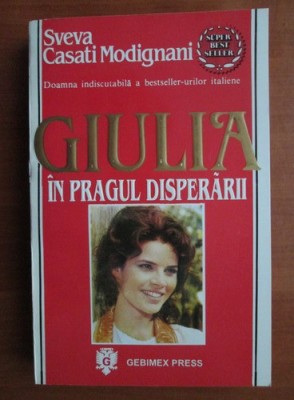 Sveva
Casati Modignani
SUPER
BEST
SELLER
Doamna indiscutabilă a bestseller-urilor italiene
GIULIA
ÎN PRAGUL DISPERĂRII
G
GEBIMEX PRESS